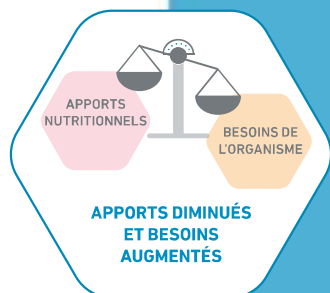 APPORTS
NUTRITIONNELS
BESOINS DE
L'ORGANISME
APPORTS DIMINUÉS
ET BESOINS
AUGMENTÉS